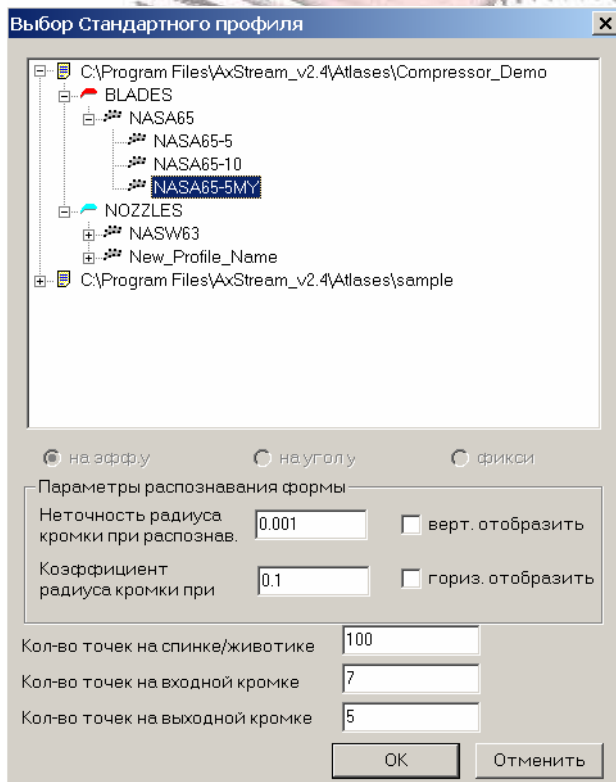 Выбор Стандартного профиля
C:\Program Files\AxStream_v2.4\Atlases\Compressor_Demo
BLADES
NASA65
NASA65-5
NASA65-10
NASA65-5MY
NOZZLES
NASW63
New_Profile_Name
C:\Program Files\AxStream_v2.4\Atlases\sample
на эфф.у на угол у фикси
Параметры распознавания формы
Неточность радиуса
кромки при распознав. 0.001 верт. отобразить
Коэффициент
радиуса кромки при 0.1 гориз. отобразить
Кол-во точек на спинке/животике 100
Кол-во точек на входной кромке 7
Кол-во точек на выходной кромке 5
OK Отменить